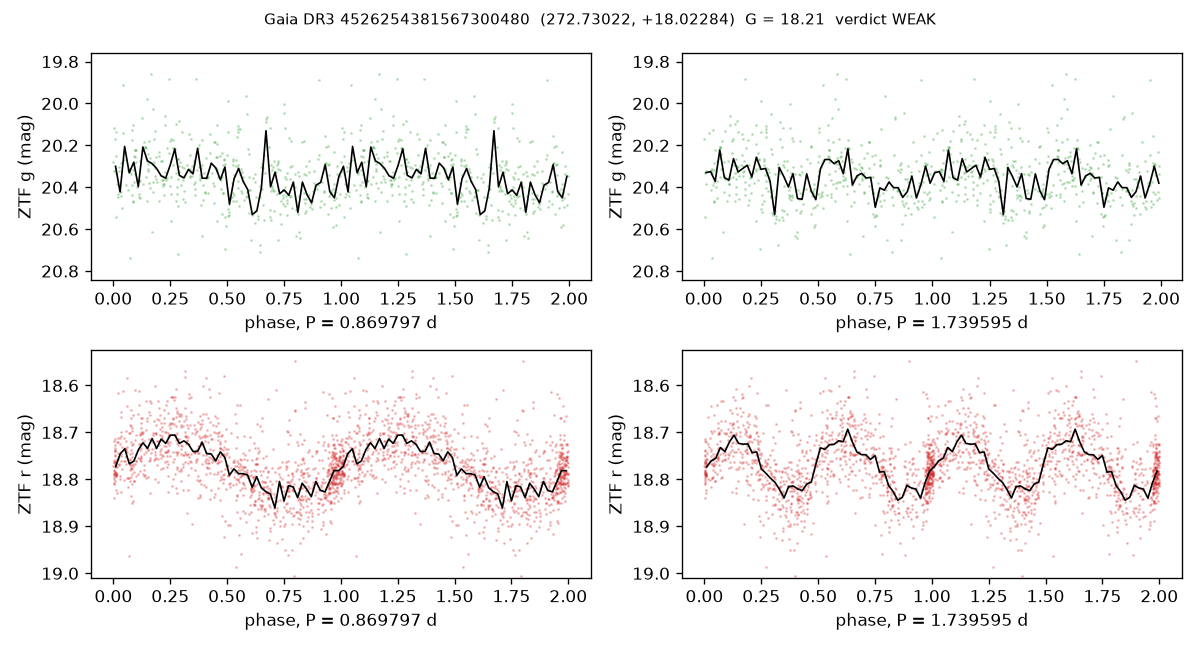 Gaia DR3 4526254381567300480  (272.73022, +18.02284)  G = 18.21  verdict WEAK
ZTF g (mag)
19.8
20.0
20.2
20.4
20.6
20.8
0.00 0.25 0.50 0.75 1.00 1.25 1.50 1.75 2.00
phase, P = 0.869797 d
ZTF g (mag)
19.8
20.0
20.2
20.4
20.6
20.8
0.00 0.25 0.50 0.75 1.00 1.25 1.50 1.75 2.00
phase, P = 1.739595 d
ZTF r (mag)
18.6
18.7
18.8
18.9
19.0
0.00 0.25 0.50 0.75 1.00 1.25 1.50 1.75 2.00
phase, P = 0.869797 d
ZTF r (mag)
18.6
18.7
18.8
18.9
19.0
0.00 0.25 0.50 0.75 1.00 1.25 1.50 1.75 2.00
phase, P = 1.739595 d